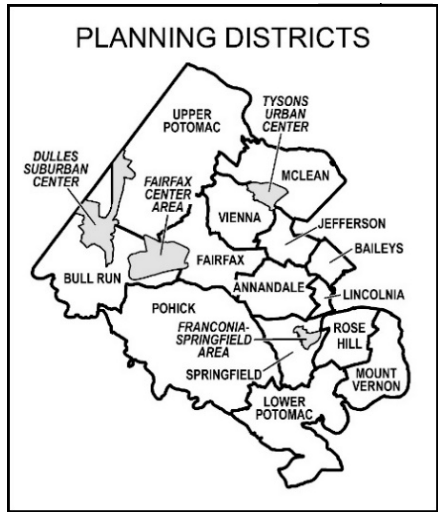 PLANNING DISTRICTS
UPPER
POTOMAC
TYSONS
URBAN
CENTER
DULLES
SUBURBAN
CENTER
FAIRFAX
CENTER
AREA
MCLEAN
VIENNA
JEFFERSON
BAILEYS
FAIRFAX
BULL RUN
ANNANDALE
LINCOLNIA
POHICK
FRANCONIA-
SPRINGFIELD
AREA
ROSE
HILL
SPRINGFIELD
MOUNT
VERNON
LOWER
POTOMAC